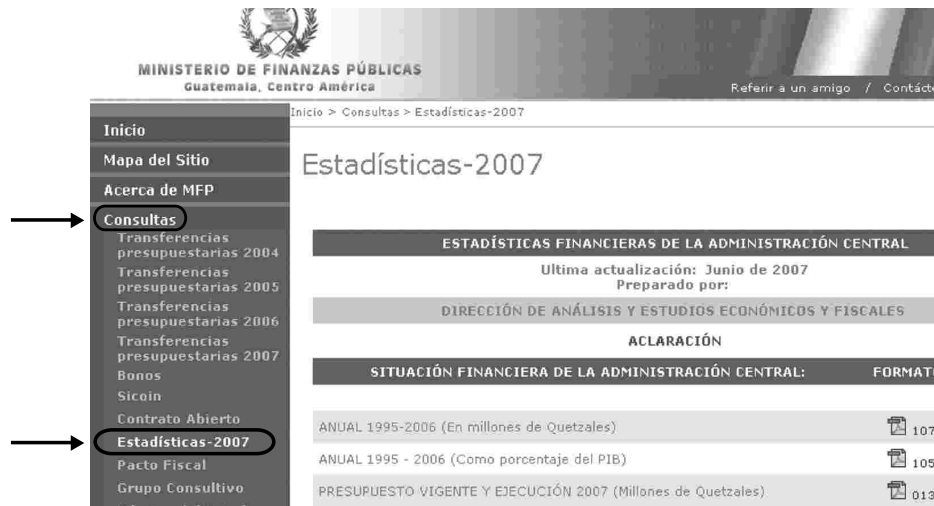 MINISTERIO DE FINANZAS PÚBLICAS
Guatemala, Centro América
Referir a un amigo / Contácte
Inicio > Consultas > Estadísticas-2007
Inicio
Mapa del Sitio
Acerca de MFP
Consultas
Transferencias
presupuestarias 2004
Transferencias
presupuestarias 2005
Transferencias
presupuestarias 2006
Transferencias
presupuestarias 2007
Bonos
Sicoin
Contrato Abierto
Estadísticas-2007
Pacto Fiscal
Grupo Consultivo
Estadísticas-2007
ESTADÍSTICAS FINANCIERAS DE LA ADMINISTRACIÓN CENTRAL
Ultima actualización: Junio de 2007
Preparado por:
DIRECCIÓN DE ANÁLISIS Y ESTUDIOS ECONÓMICOS Y FISCALES
ACLARACIÓN
SITUACIÓN FINANCIERA DE LA ADMINISTRACIÓN CENTRAL: FORMAT
ANUAL 1995-2006 (En millones de Quetzales) 107
ANUAL 1995 - 2006 (Como porcentaje del PIB) 105
PRESUPUESTO VIGENTE Y EJECUCIÓN 2007 (Millones de Quetzales) 013